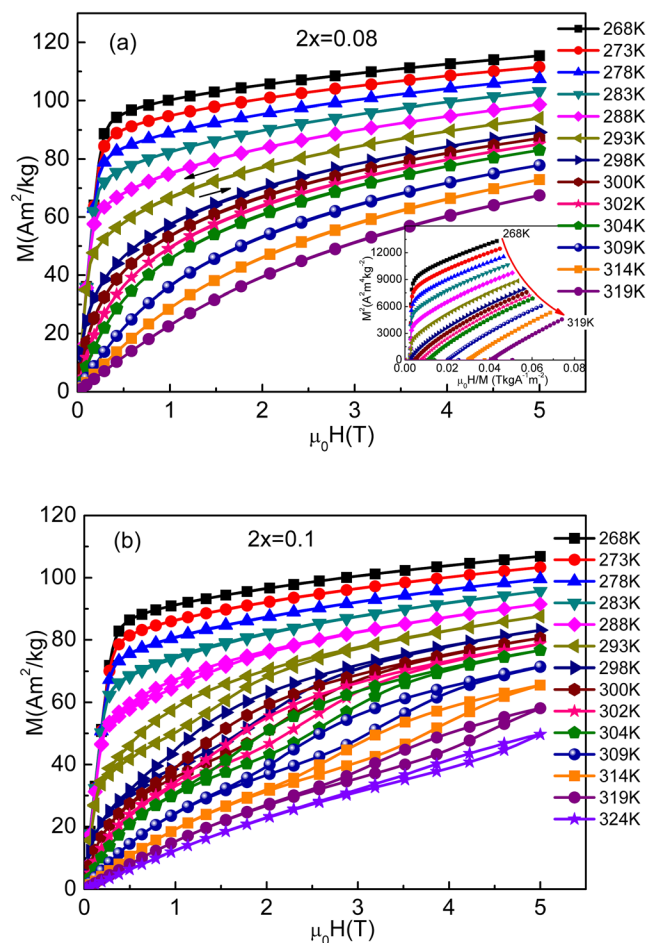 (a)
2x=0.08
M(Am²/kg)
120
100
80
60
40
20
0
0
1
2
3
4
5
μ₀H(T)
268K
273K
278K
283K
288K
293K
298K
300K
302K
304K
309K
314K
319K
M²(A²m⁴kg⁻²)
12000
9000
6000
3000
0
0.00
0.02
0.04
0.06
0.08
μ₀H/M (TkgA⁻¹m⁻²)
268K
319K
(b)
2x=0.1
M(Am²/kg)
120
100
80
60
40
20
0
0
1
2
3
4
5
μ₀H(T)
268K
273K
278K
283K
288K
293K
298K
300K
302K
304K
309K
314K
319K
324K